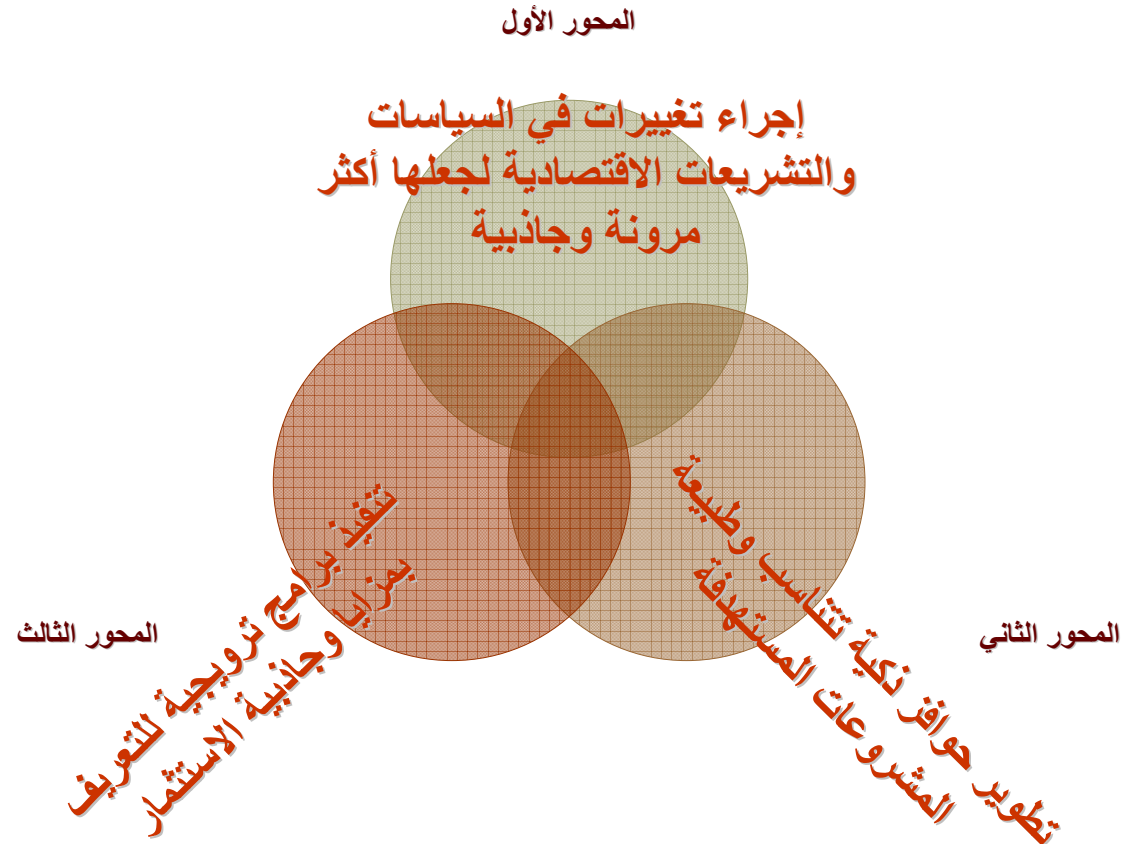 المحور الأول
إجراء تغييرات في السياسات
والتشريعات الاقتصادية لجعلها أكثر
مرونة وجاذبية
المحور الثاني
تطوير حوافز ذكية تتناسب وطبيعة
المشروعات المستهدفة
المحور الثالث
تنفيذ برامج ترويجية للتعريف
بمزايا وجاذبية الاستثمار